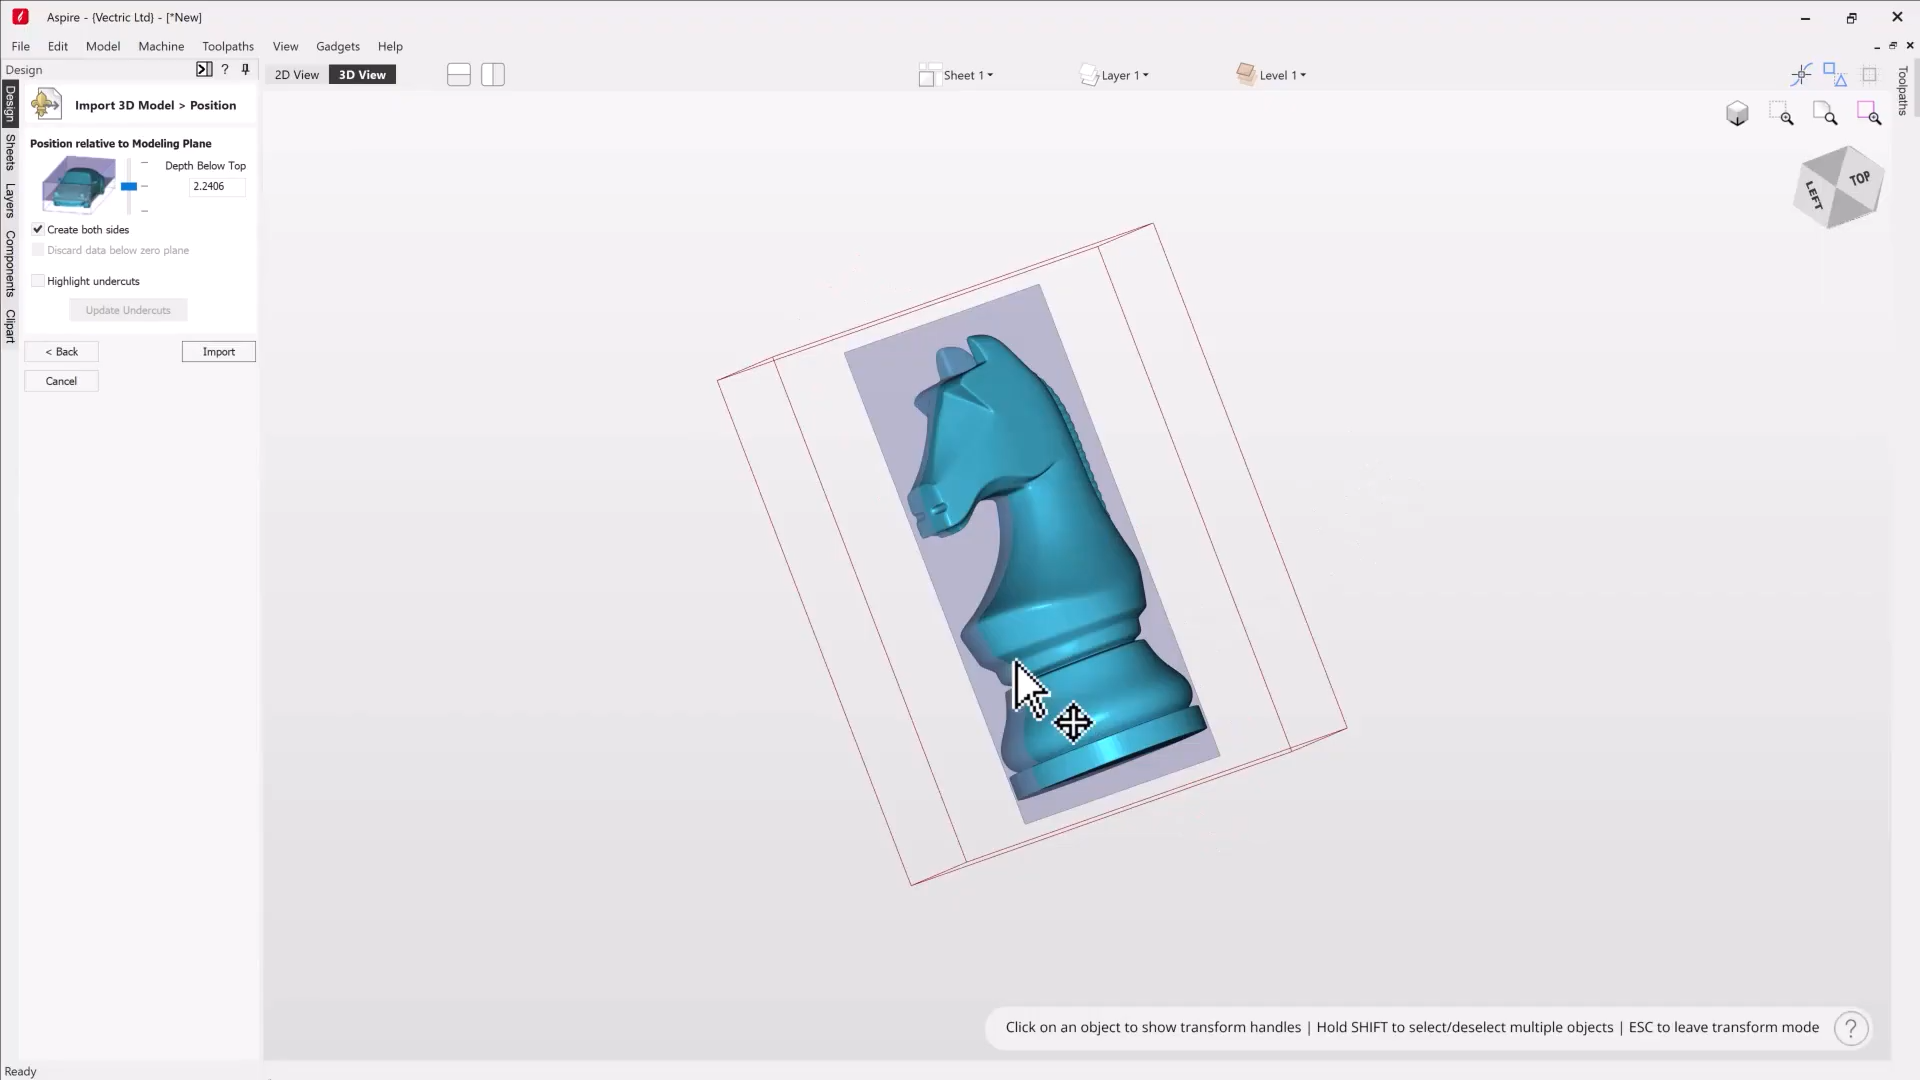 Aspire - {Vectric Ltd} - [*New]
File Edit Model Machine Toolpaths View Gadgets Help
Design
2D View 3D View Sheet 1 Layer 1 Level 1
Import 3D Model > Position
Position relative to Modeling Plane
Depth Below Top
2.2406
Create both sides
Discard data below zero plane
Highlight undercuts
Update Undercuts
< Back Import
Cancel
Design
Sheets
Layers
Components
Clipart
Toolpaths
LEFT TOP
Click on an object to show transform handles | Hold SHIFT to select/deselect multiple objects | ESC to leave transform mode
Ready